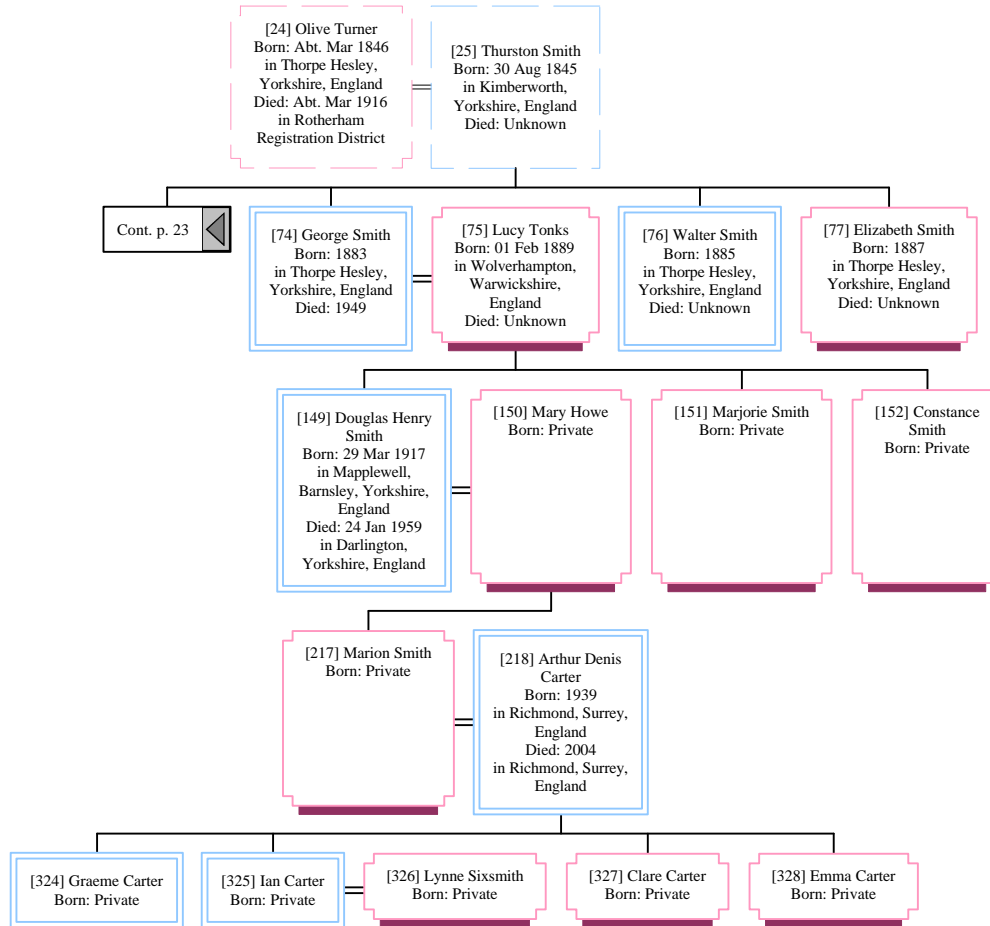 [24] Olive Turner
Born: Abt. Mar 1846
in Thorpe Hesley,
Yorkshire, England
Died: Abt. Mar 1916
in Rotherham
Registration District
[25] Thurston Smith
Born: 30 Aug 1845
in Kimberworth,
Yorkshire, England
Died: Unknown
Cont. p. 23
[74] George Smith
Born: 1883
in Thorpe Hesley,
Yorkshire, England
Died: 1949
[75] Lucy Tonks
Born: 01 Feb 1889
in Wolverhampton,
Warwickshire,
England
Died: Unknown
[76] Walter Smith
Born: 1885
in Thorpe Hesley,
Yorkshire, England
Died: Unknown
[77] Elizabeth Smith
Born: 1887
in Thorpe Hesley,
Yorkshire, England
Died: Unknown
[149] Douglas Henry
Smith
Born: 29 Mar 1917
in Mapplewell,
Barnsley, Yorkshire,
England
Died: 24 Jan 1959
in Darlington,
Yorkshire, England
[150] Mary Howe
Born: Private
[151] Marjorie Smith
Born: Private
[152] Constance
Smith
Born: Private
[217] Marion Smith
Born: Private
[218] Arthur Denis
Carter
Born: 1939
in Richmond, Surrey,
England
Died: 2004
in Richmond, Surrey,
England
[324] Graeme Carter
Born: Private
[325] Ian Carter
Born: Private
[326] Lynne Sixsmith
Born: Private
[327] Clare Carter
Born: Private
[328] Emma Carter
Born: Private